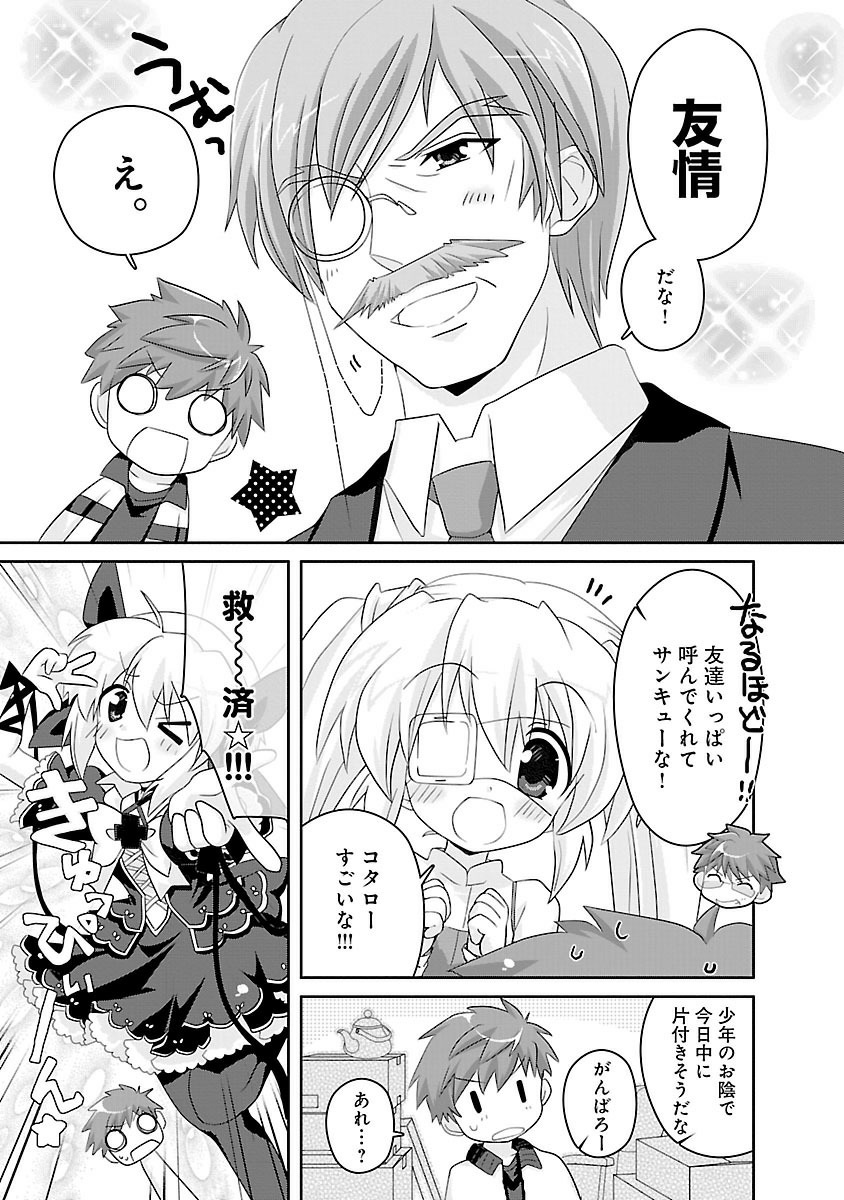 友情
だな!
うむっ
え。
なるほどー!!
友達いっぱい
呼んでくれて
サンキューな!
コタロー
すごいな!!!
救〜済☆!!!
きゅっぴぃーん☆
少年のお陰で
今日中に
片付きそうだな
がんばろー
あれ…?